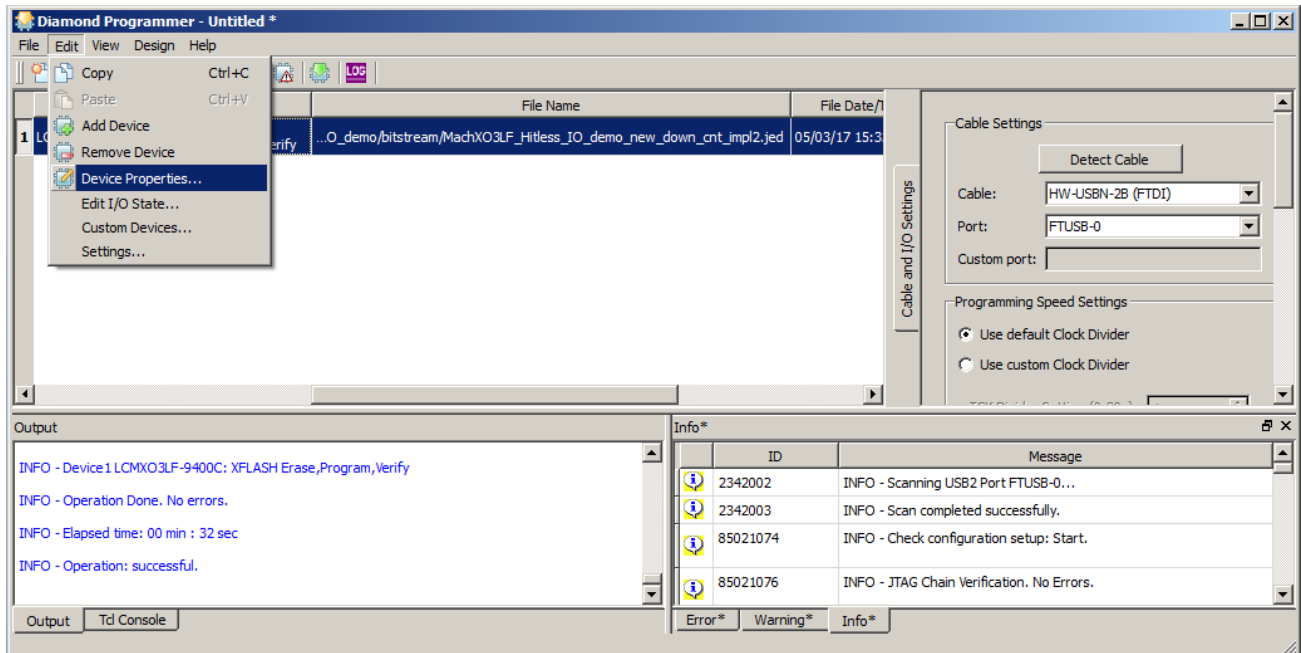 Diamond Programmer - Untitled *
File Edit View Design Help
Copy Ctrl+C
Paste Ctrl+V
Add Device
Remove Device
Device Properties...
Edit I/O State...
Custom Devices...
Settings...
LOG
File Name File Date/T
1 LC erify ...O_demo/bitstream/MachXO3LF_Hitless_IO_demo_new_down_cnt_impl2.jed 05/03/17 15:3
Cable and I/O Settings
Cable Settings
Detect Cable
Cable: HW-USBN-2B (FTDI)
Port: FTUSB-0
Custom port:
Programming Speed Settings
Use default Clock Divider
Use custom Clock Divider
Output
INFO - Device1 LCMXO3LF-9400C: XFLASH Erase,Program,Verify
INFO - Operation Done. No errors.
INFO - Elapsed time: 00 min : 32 sec
INFO - Operation: successful.
Output Tcl Console
Info*
ID Message
2342002 INFO - Scanning USB2 Port FTUSB-0...
2342003 INFO - Scan completed successfully.
85021074 INFO - Check configuration setup: Start.
85021076 INFO - JTAG Chain Verification. No Errors.
Error* Warning* Info*